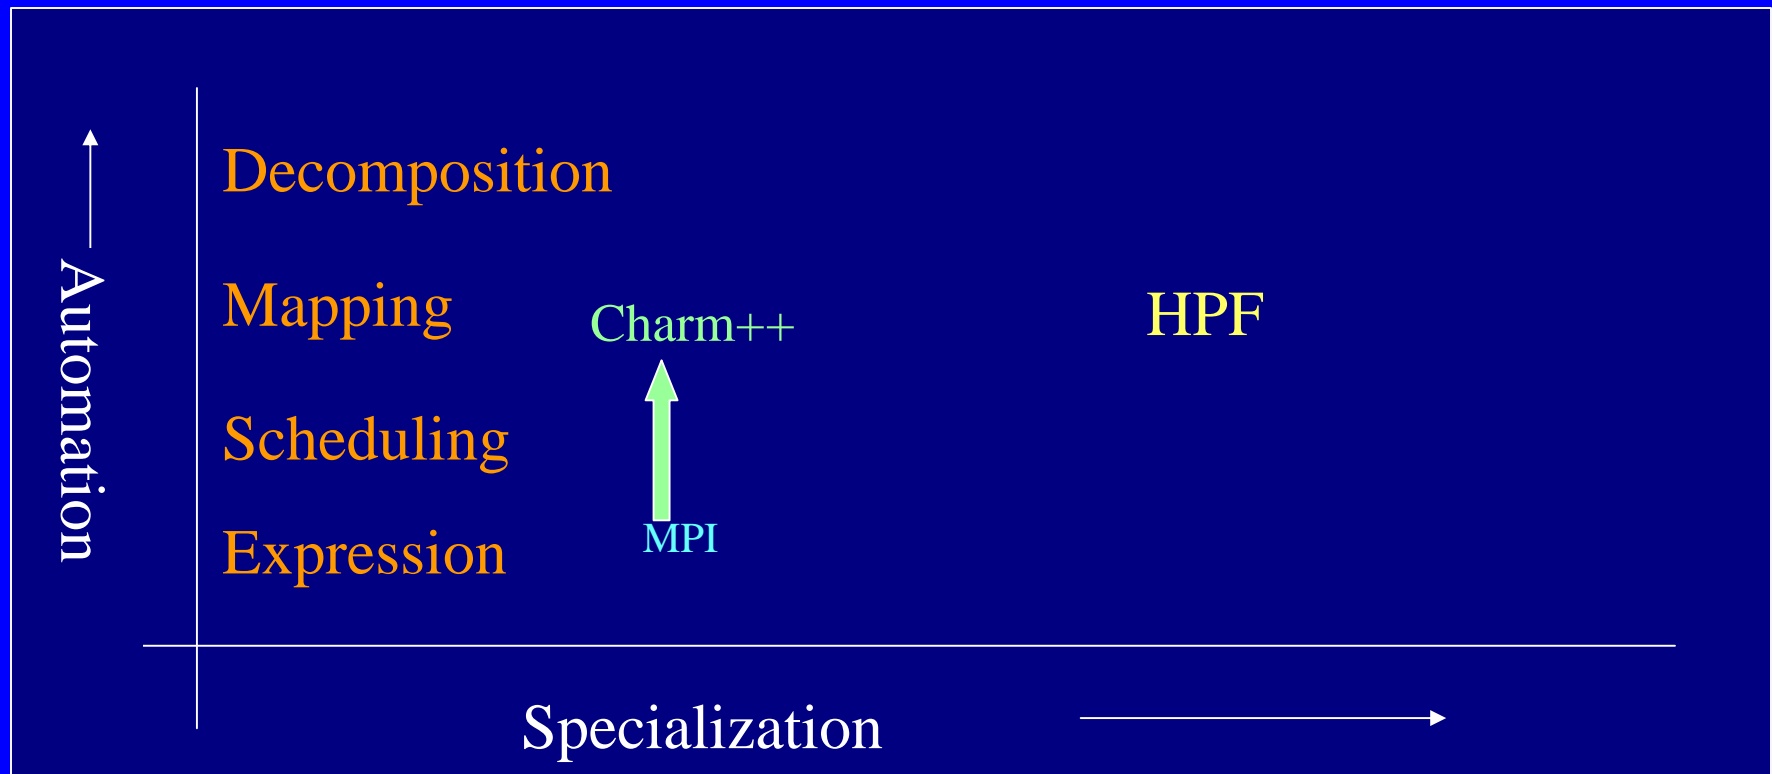 Decomposition
Mapping
Charm++
HPF
Scheduling
MPI
Expression
Automation
Specialization